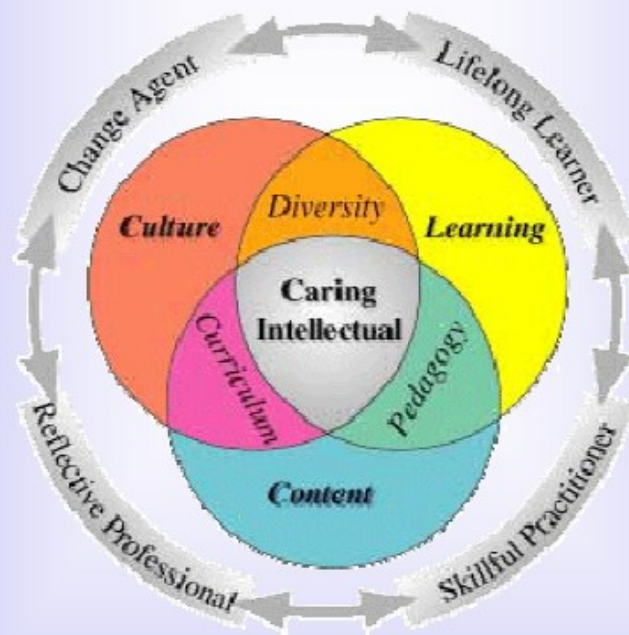 Change Agent
Lifelong Learner
Culture
Diversity
Learning
Caring
Intellectual
Curriculum
Pedagogy
Content
Reflective Professional
Skillful Practitioner